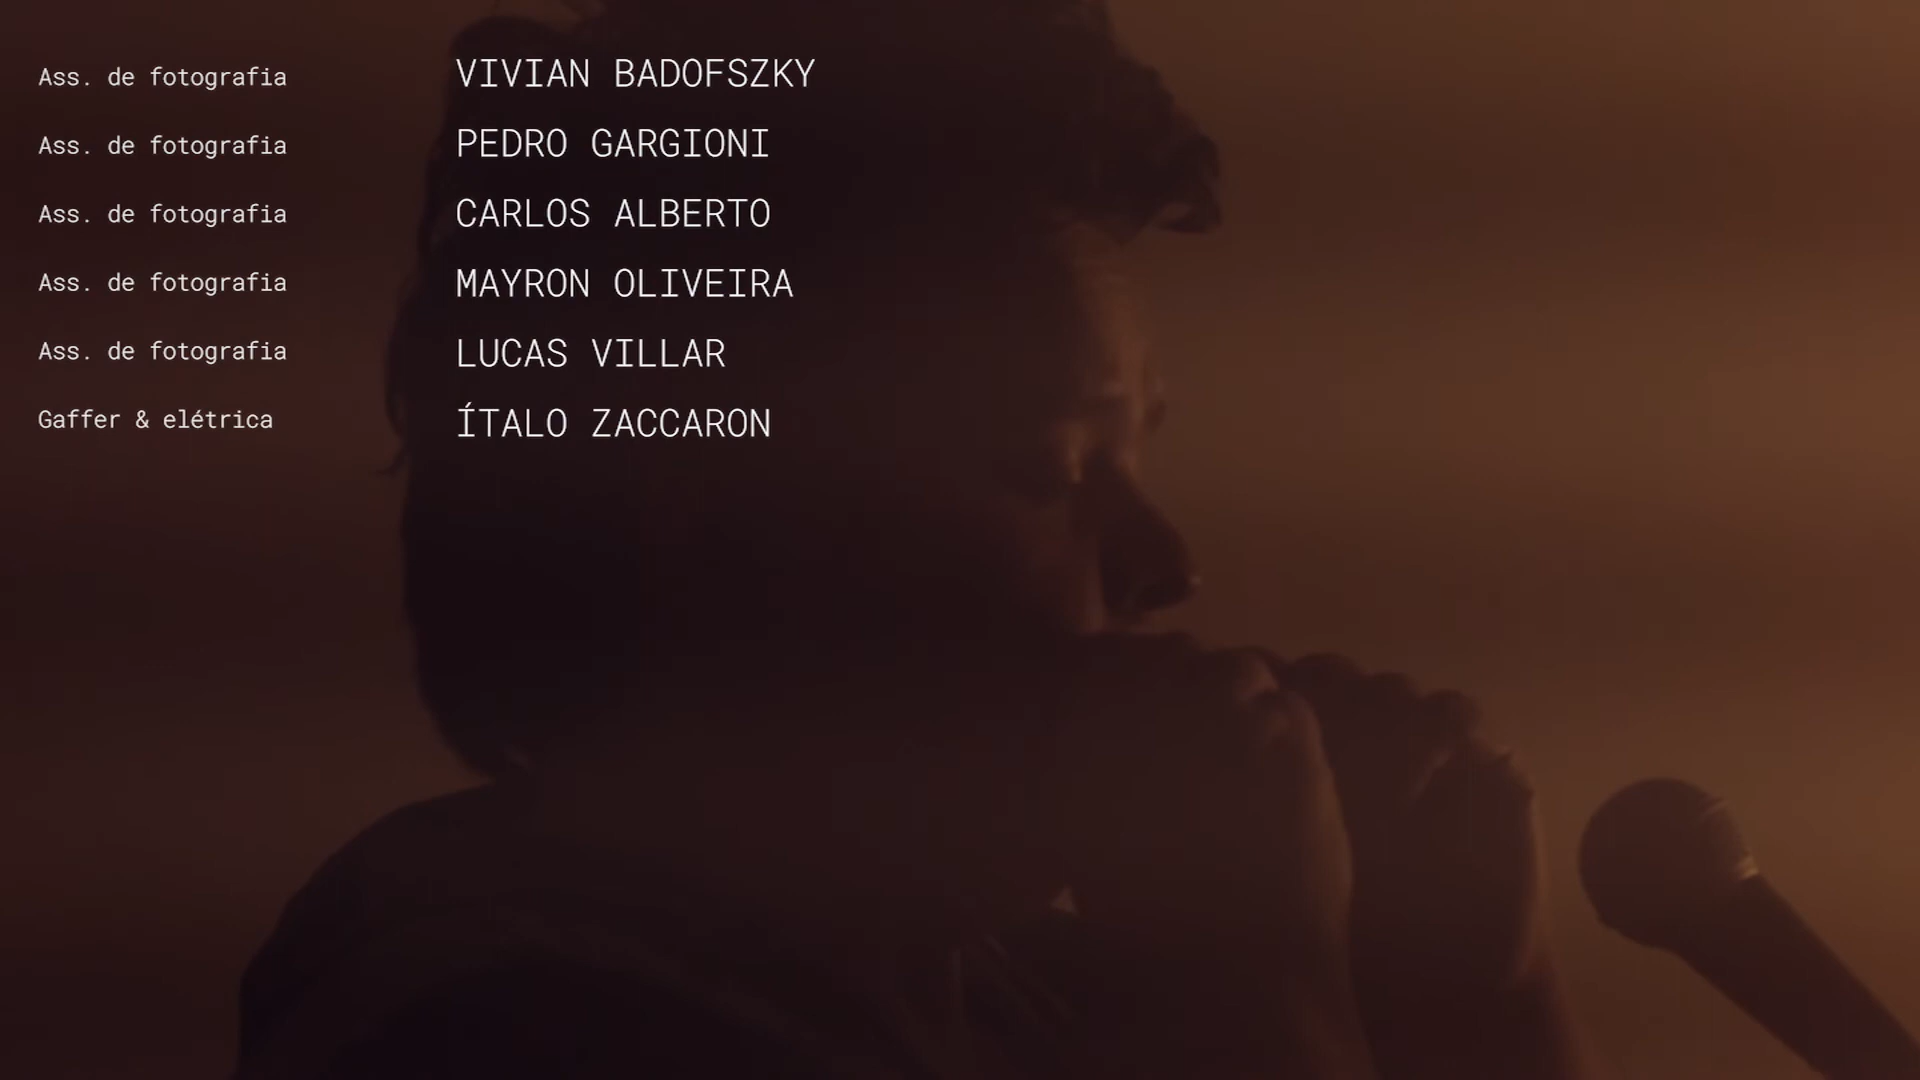 Ass. de fotografia VIVIAN BADOFSZKY
Ass. de fotografia PEDRO GARGIONI
Ass. de fotografia CARLOS ALBERTO
Ass. de fotografia MAYRON OLIVEIRA
Ass. de fotografia LUCAS VILLAR
Gaffer & elétrica ÍTALO ZACCARON